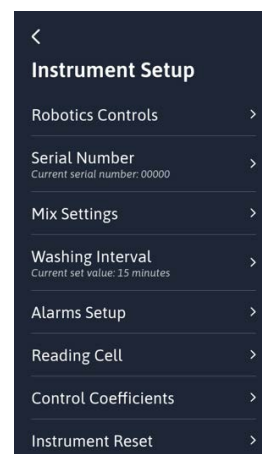 Instrument Setup
Robotics Controls
Serial Number
Current serial number: 00000
Mix Settings
Washing Interval
Current set value: 15 minutes
Alarms Setup
Reading Cell
Control Coefficients
Instrument Reset